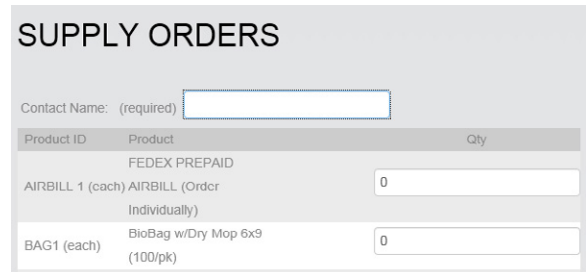 SUPPLY ORDERS
Contact Name: (required)
Product ID Product Qty
FEDEX PREPAID
AIRBILL 1 (each) AIRBILL (Order 0
Individually)
BAG1 (each) BioBag w/Dry Mop 6x9 0
(100/pk)